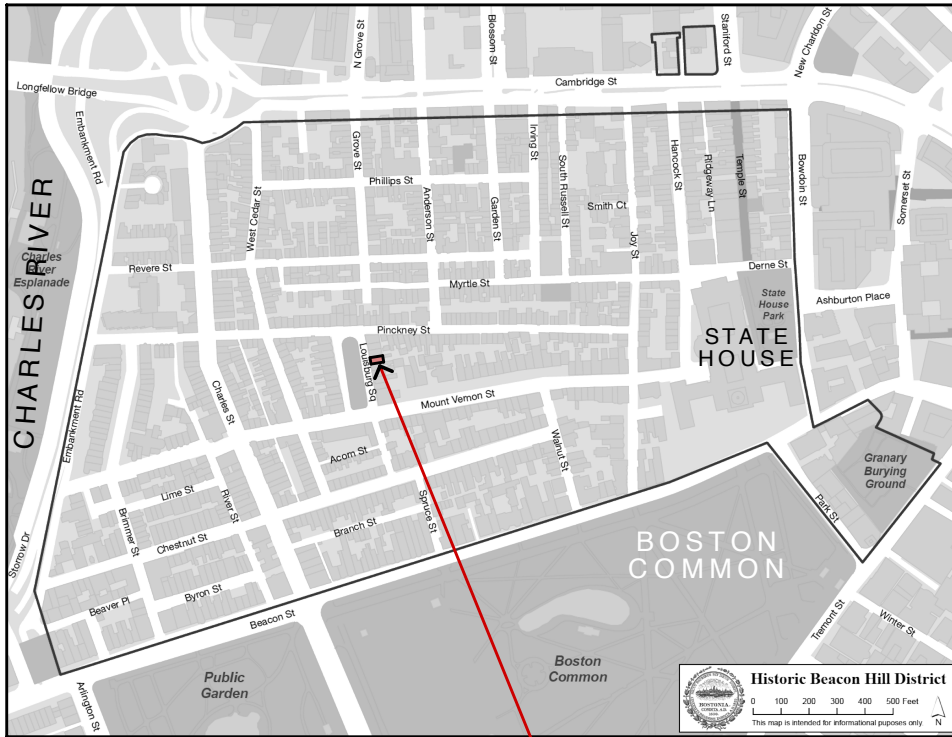 N Grove St
Blossom St
Staniford St
New Chardon St
Cambridge St
Longfellow Bridge
Embankment Rd
Grove St
Irving St
South Russell St
Hancock St
Ridgeway Ln
Temple St
Bowdoin St
Somerset St
Phillips St
West Cedar St
Anderson St
Garden St
Smith Ct
Joy St
CHARLES RIVER
Charles
River
Esplanade
Revere St
Myrtle St
Derne St
State
House
Park
Ashburton Place
Pinckney St
STATE
HOUSE
Louisburg Sq
Charles St
Mount Vernon St
Embankment Rd
Acorn St
Walnut St
Granary
Burying
Ground
Lime St
River St
Spruce St
Park St
Brimmer St
Branch St
Chestnut St
BOSTON
COMMON
Storrow Dr
Beaver Pl
Byron St
Beacon St
Tremont St
Winter St
Public
Garden
Boston
Common
Arlington St
BOSTONIA.
CONDITA A.D.
Historic Beacon Hill District
0 100 200 300 400 500 Feet
This map is intended for informational puposes only.
N